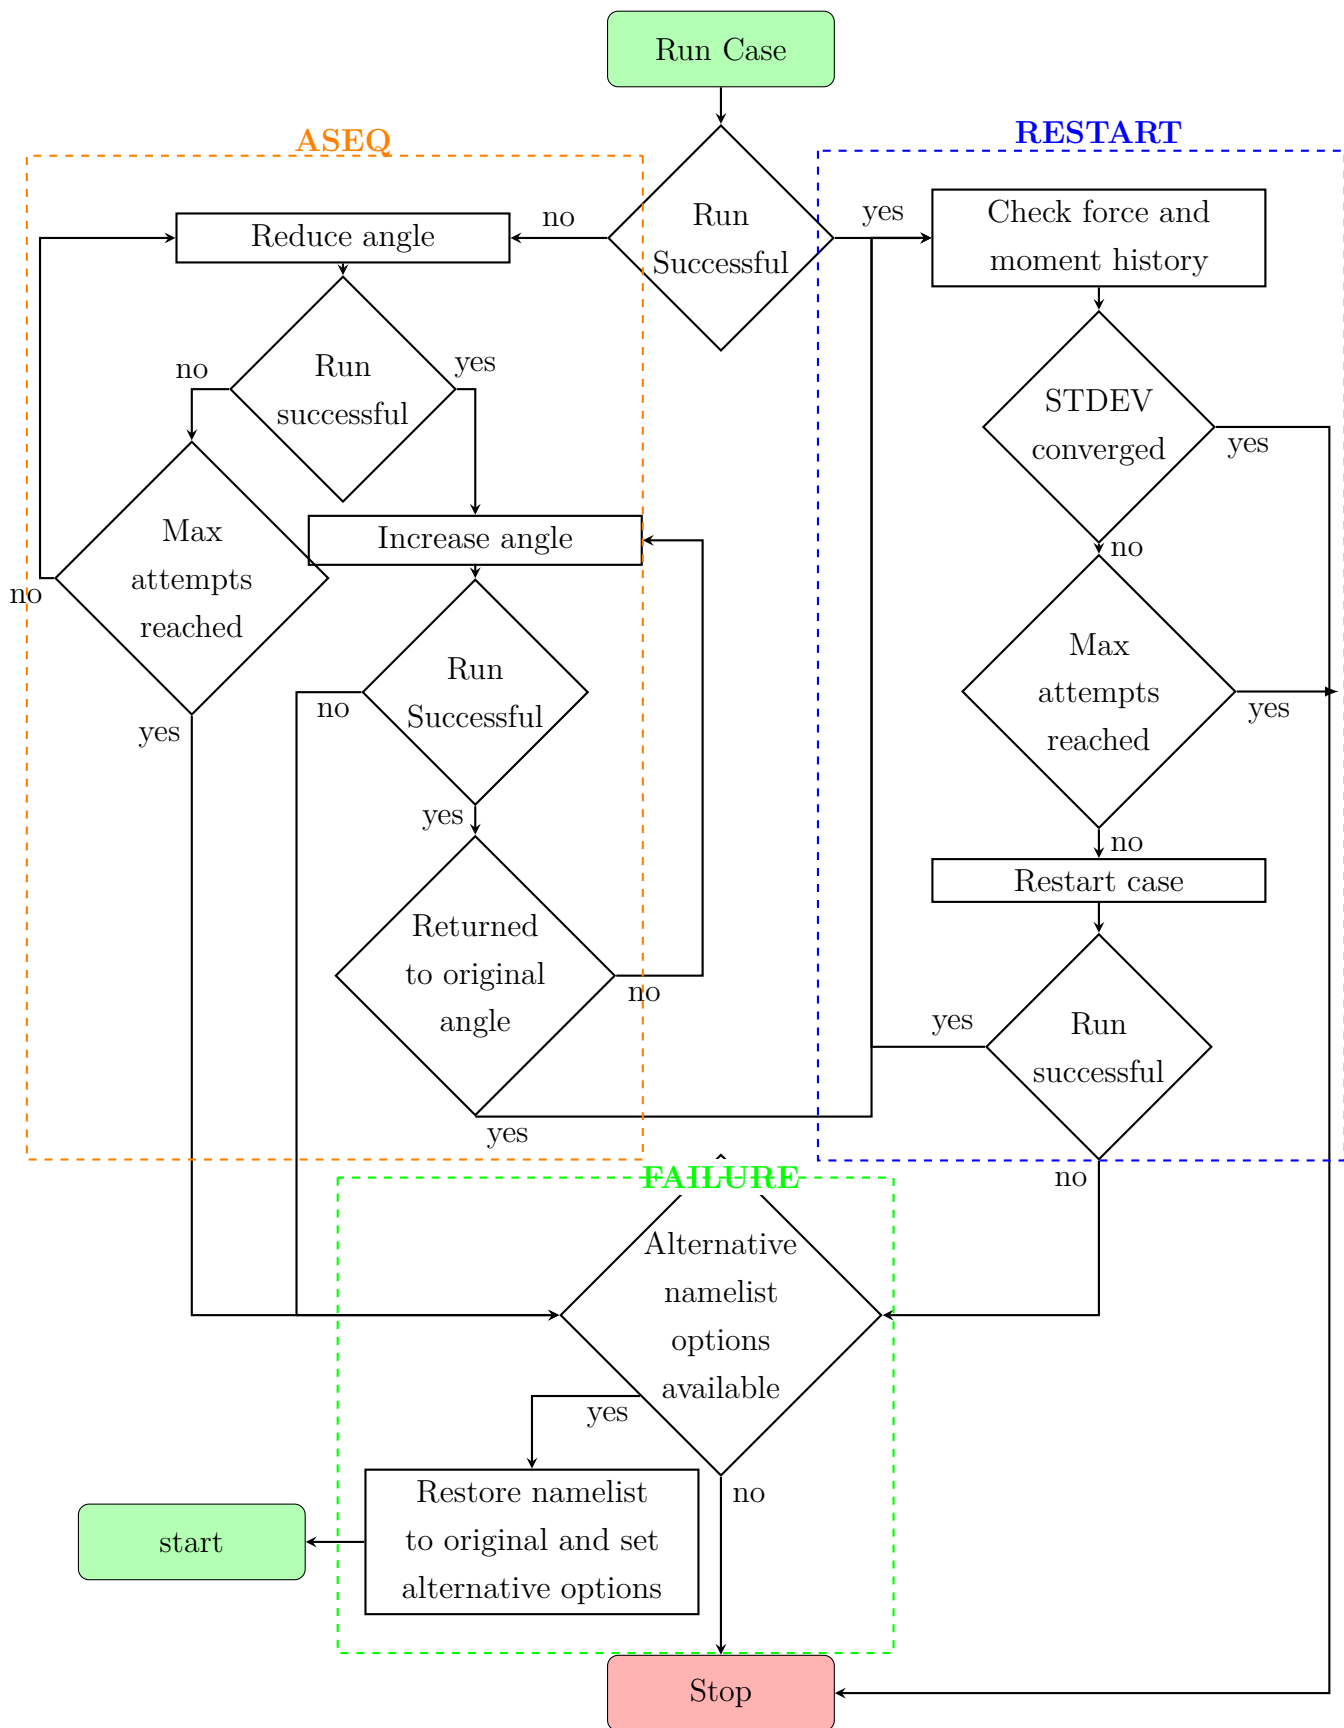 Run Case
ASEQ
RESTART
Run
Successful
no
yes
Reduce angle
Check force and
moment history
Run
successful
no
yes
STDEV
converged
yes
no
Max
attempts
reached
no
yes
Increase angle
Run
Successful
no
yes
Max
attempts
reached
yes
no
Restart case
Returned
to original
angle
no
yes
Run
successful
yes
no
FAILURE
Alternative
namelist
options
available
yes
no
Restore namelist
to original and set
alternative options
start
Stop